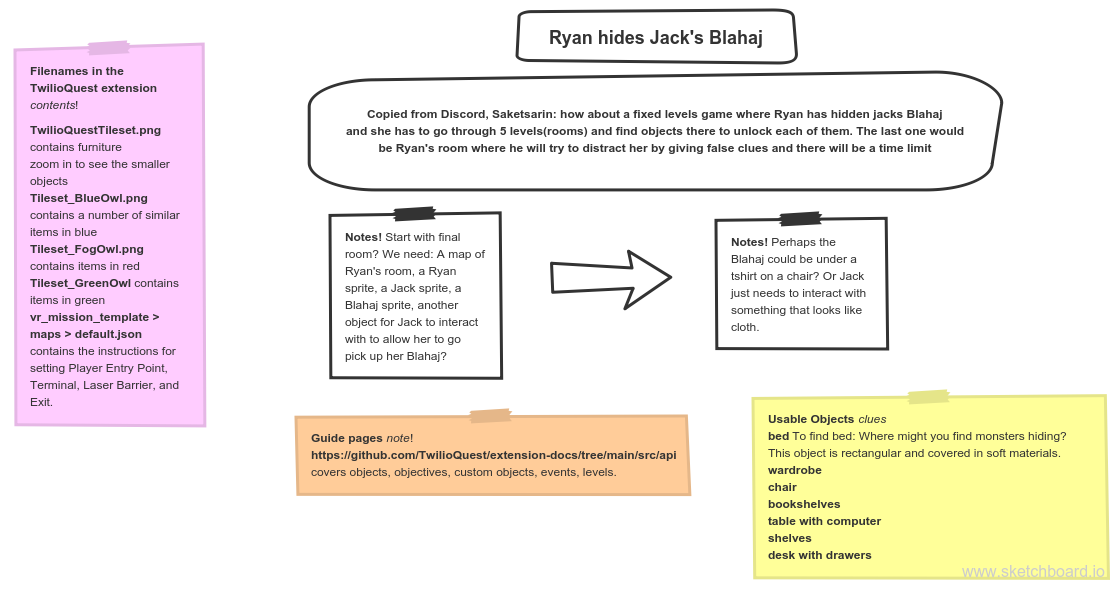 Ryan hides Jack's Blahaj
Copied from Discord, Saketsarin: how about a fixed levels game where Ryan has hidden jacks Blahaj
and she has to go through 5 levels(rooms) and find objects there to unlock each of them. The last one would
be Ryan's room where he will try to distract her by giving false clues and there will be a time limit
Filenames in the
TwilioQuest extension
contents!
TwilioQuestTileset.png
contains furniture
zoom in to see the smaller
objects
Tileset_BlueOwl.png
contains a number of similar
items in blue
Tileset_FogOwl.png
contains items in red
Tileset_GreenOwl contains
items in green
vr_mission_template >
maps > default.json
contains the instructions for
setting Player Entry Point,
Terminal, Laser Barrier, and
Exit.
Notes! Start with final
room? We need: A map of
Ryan's room, a Ryan
sprite, a Jack sprite, a
Blahaj sprite, another
object for Jack to interact
with to allow her to go
pick up her Blahaj?
Notes! Perhaps the
Blahaj could be under a
tshirt on a chair? Or Jack
just needs to interact with
something that looks like
cloth.
Guide pages note!
https://github.com/TwilioQuest/extension-docs/tree/main/src/api
covers objects, objectives, custom objects, events, levels.
Usable Objects clues
bed To find bed: Where might you find monsters hiding?
This object is rectangular and covered in soft materials.
wardrobe
chair
bookshelves
table with computer
shelves
desk with drawers
www.sketchboard.io